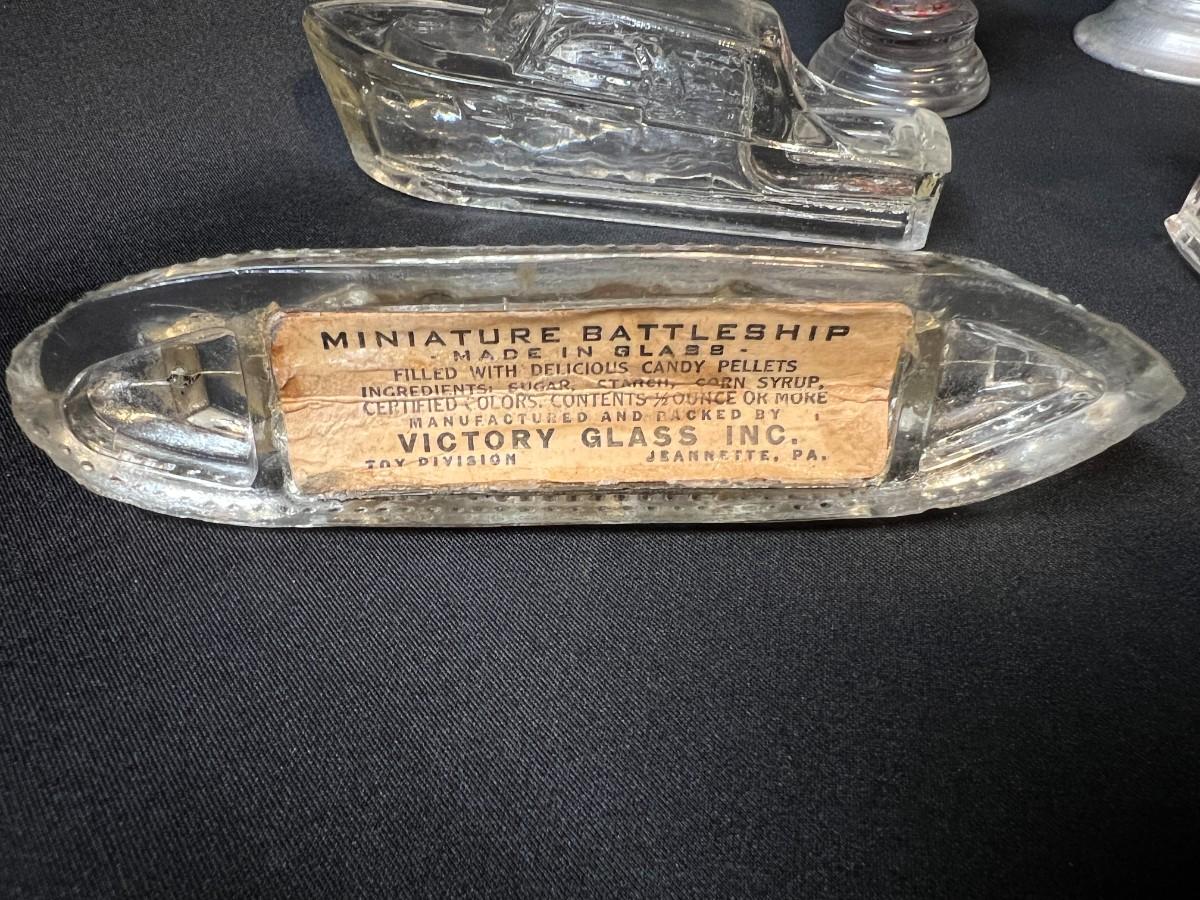 MINIATURE BATTLESHIP
- MADE IN GLASS -
FILLED WITH DELICIOUS CANDY PELLETS
INGREDIENTS: SUGAR, STARCH, CORN SYRUP,
CERTIFIED COLORS. CONTENTS ½ OUNCE OR MORE
MANUFACTURED AND PACKED BY
VICTORY GLASS INC.
TOY DIVISION JEANNETTE, PA.